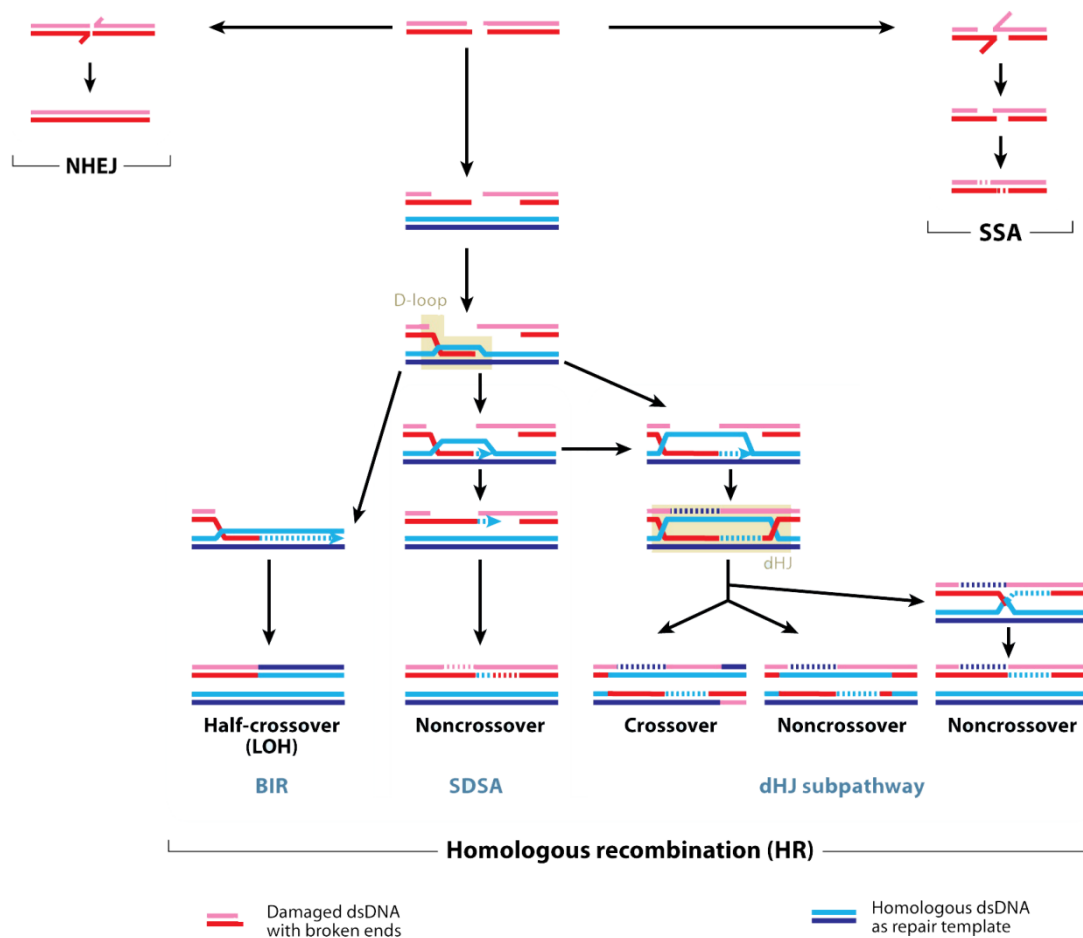 NHEJ
SSA
D-loop
dHJ
Half-crossover
(LOH)
Noncrossover
Crossover
Noncrossover
Noncrossover
BIR
SDSA
dHJ subpathway
Homologous recombination (HR)
Damaged dsDNA
with broken ends
Homologous dsDNA
as repair template